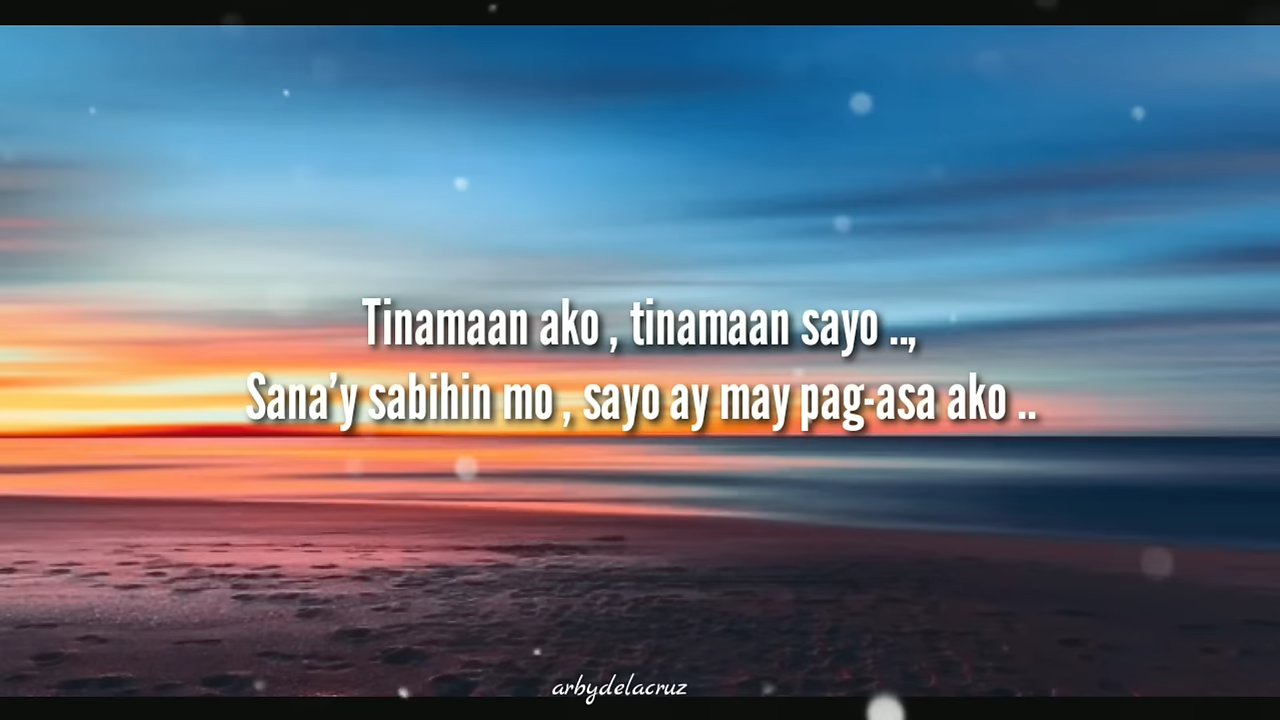 Tinamaan ako , tinamaan sayo ..,
Sana’y sabihin mo , sayo ay may pag-asa ako ..
arbydelacruz